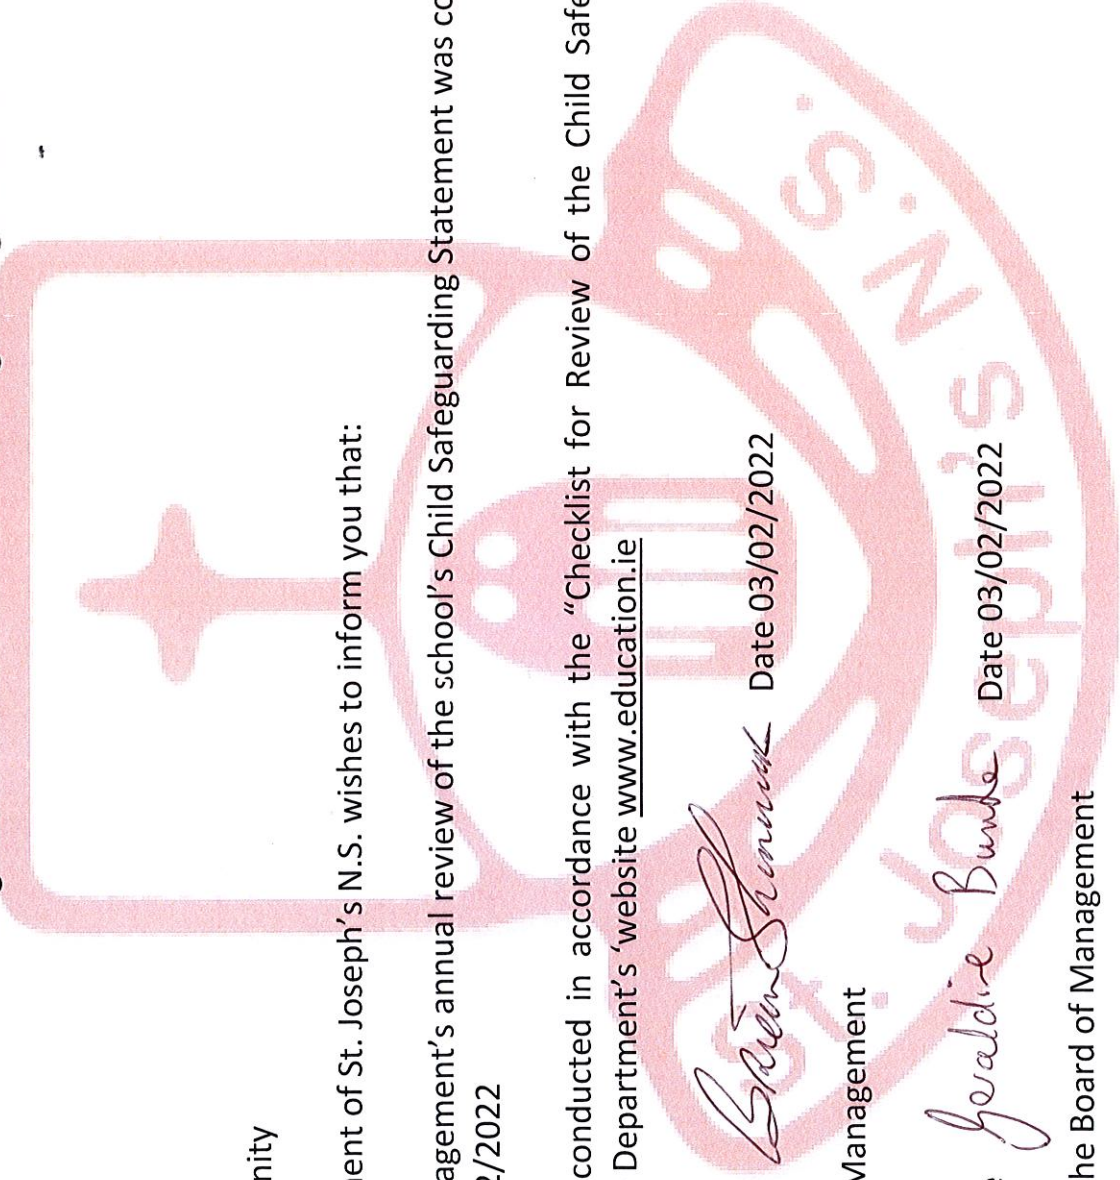 nity
ent of St. Joseph's N.S. wishes to inform you that:
agement's annual review of the school's Child Safeguarding Statement was co
2/2022
conducted in accordance with the "Checklist for Review of the Child Safe
Department's 'website www.education.ie
Date 03/02/2022
Management
Geraldine Burke Date 03/02/2022
he Board of Management
St. Joseph's N.S.